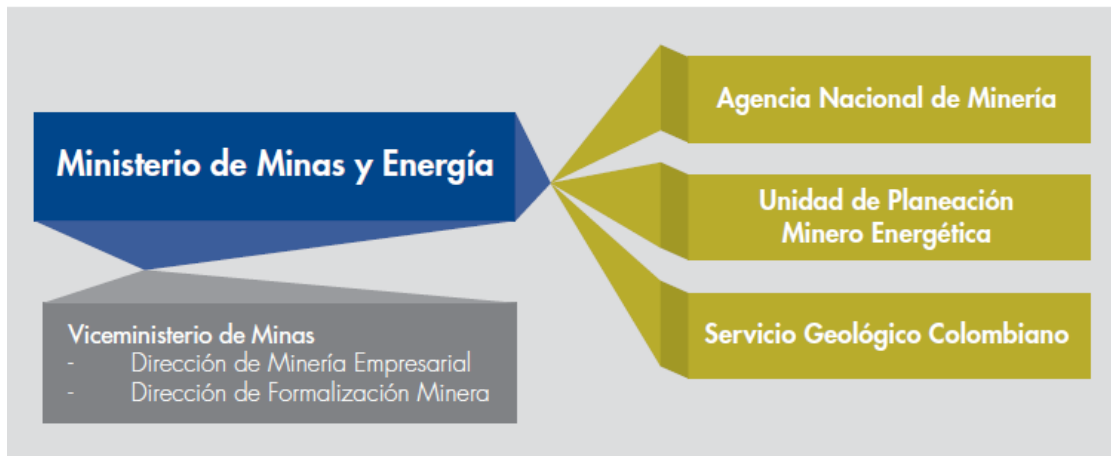 Ministerio de Minas y Energía
Viceministerio de Minas
- Dirección de Minería Empresarial
- Dirección de Formalización Minera
Agencia Nacional de Minería
Unidad de Planeación
Minero Energética
Servicio Geológico Colombiano